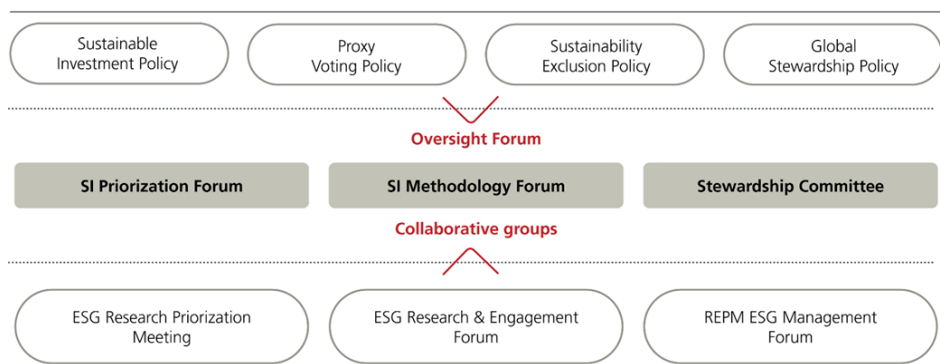 Sustainable
Investment Policy
Proxy
Voting Policy
Sustainability
Exclusion Policy
Global
Stewardship Policy
Oversight Forum
SI Priorization Forum
SI Methodology Forum
Stewardship Committee
Collaborative groups
ESG Research Priorization
Meeting
ESG Research & Engagement
Forum
REPM ESG Management
Forum